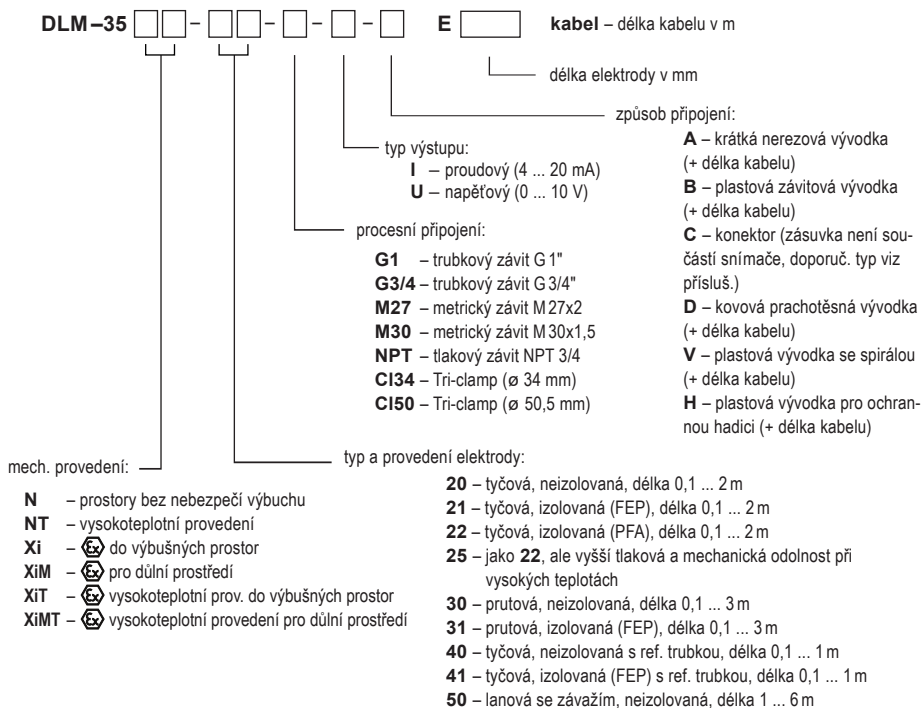 DLM–35 - - - - E kabel – délka kabelu v m
délka elektrody v mm
způsob připojení:
A – krátká nerezová vývodka
(+ délka kabelu)
B – plastová závitová vývodka
(+ délka kabelu)
C – konektor (zásuvka není sou-
částí snímače, doporuč. typ viz
přísluš.)
D – kovová prachotěsná vývodka
(+ délka kabelu)
V – plastová vývodka se spirálou
(+ délka kabelu)
H – plastová vývodka pro ochran-
nou hadici (+ délka kabelu)
typ výstupu:
I – proudový (4 ... 20 mA)
U – napěťový (0 ... 10 V)
procesní připojení:
G1 – trubkový závit G 1"
G3/4 – trubkový závit G 3/4"
M27 – metrický závit M 27x2
M30 – metrický závit M 30x1,5
NPT – tlakový závit NPT 3/4
Cl34 – Tri-clamp (ø 34 mm)
Cl50 – Tri-clamp (ø 50,5 mm)
typ a provedení elektrody:
20 – tyčová, neizolovaná, délka 0,1 ... 2 m
21 – tyčová, izolovaná (FEP), délka 0,1 ... 2 m
22 – tyčová, izolovaná (PFA), délka 0,1 ... 2 m
25 – jako 22, ale vyšší tlaková a mechanická odolnost při
vysokých teplotách
30 – prutová, neizolovaná, délka 0,1 ... 3 m
31 – prutová, izolovaná (FEP), délka 0,1 ... 3 m
40 – tyčová, neizolovaná s ref. trubkou, délka 0,1 ... 1 m
41 – tyčová, izolovaná (FEP) s ref. trubkou, délka 0,1 ... 1 m
50 – lanová se závažím, neizolovaná, délka 1 ... 6 m
mech. provedení:
N – prostory bez nebezpečí výbuchu
NT – vysokoteplotní provedení
Xi – Ex do výbušných prostor
XiM – Ex pro důlní prostředí
XiT – Ex vysokoteplotní prov. do výbušných prostor
XiMT – Ex vysokoteplotní provedení pro důlní prostředí